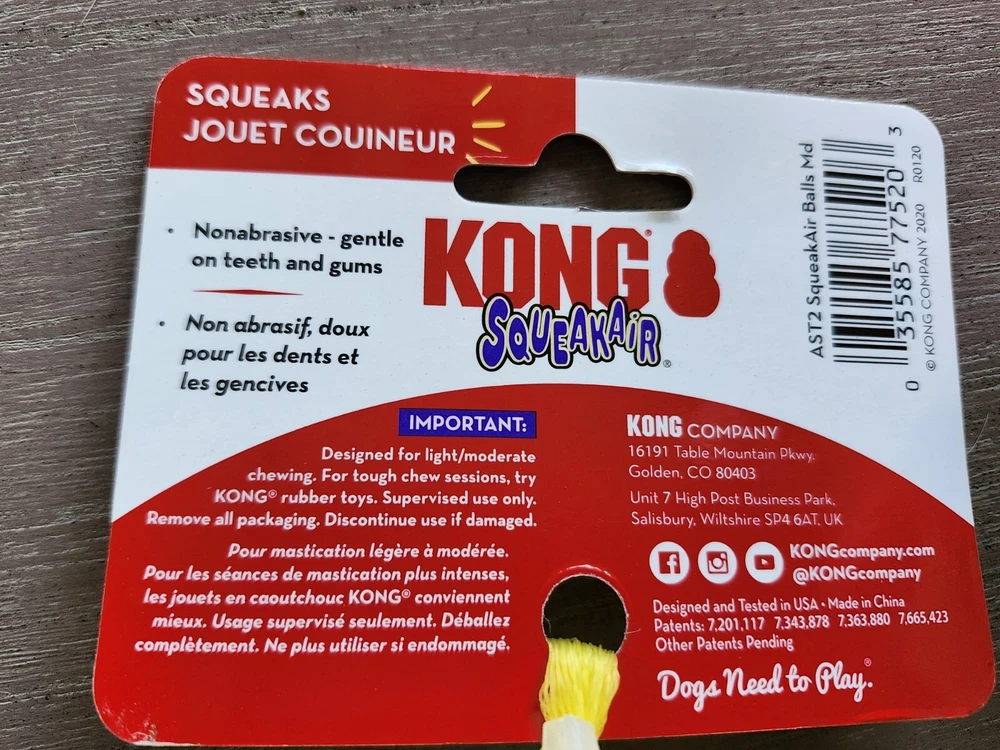 SQUEAKS
JOUET COUINEUR
• Nonabrasive - gentle
on teeth and gums
• Non abrasif, doux
pour les dents et
les gencives
KONG®
SQUEAKAIR®
AST2 SqueakAir Balls Md
0 35585 77520 3
© KONG COMPANY 2020 R0120
IMPORTANT:
Designed for light/moderate
chewing. For tough chew sessions, try
KONG® rubber toys. Supervised use only.
Remove all packaging. Discontinue use if damaged.
Pour mastication légère à modérée.
Pour les séances de mastication plus intenses,
les jouets en caoutchouc KONG® conviennent
mieux. Usage supervisé seulement. Déballez
complètement. Ne plus utiliser si endommagé.
KONG COMPANY
16191 Table Mountain Pkwy.
Golden, CO 80403
Unit 7 High Post Business Park,
Salisbury, Wiltshire SP4 6AT, UK
KONGcompany.com
@KONGcompany
Designed and Tested in USA • Made in China
Patents: 7,201,117 7,343,878 7,363,880 7,665,423
Other Patents Pending
Dogs Need to Play.®